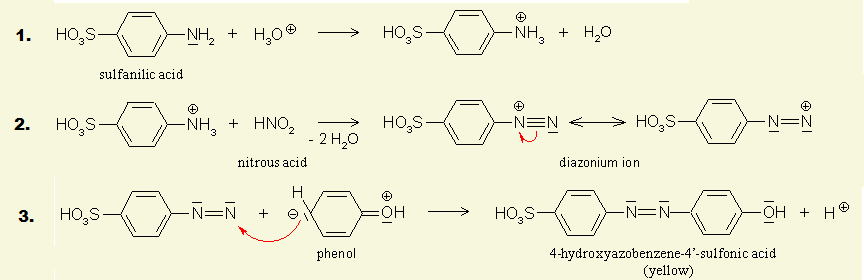 1. HO₃S NH₂ + H₃O⊕ ⟶ HO₃S ⊕ NH₃ + H₂O
sulfanilic acid
2. HO₃S ⊕ NH₃ + HNO₂ - 2 H₂O ⟶ HO₃S ⊕ N≡N ⟷ HO₃S N=N ⊕
nitrous acid diazonium ion
3. HO₃S N=N + H ⊖ ⊕ =OH ⟶ HO₃S N=N OH + H⊕
phenol 4-hydroxyazobenzene-4'-sulfonic acid
(yellow)